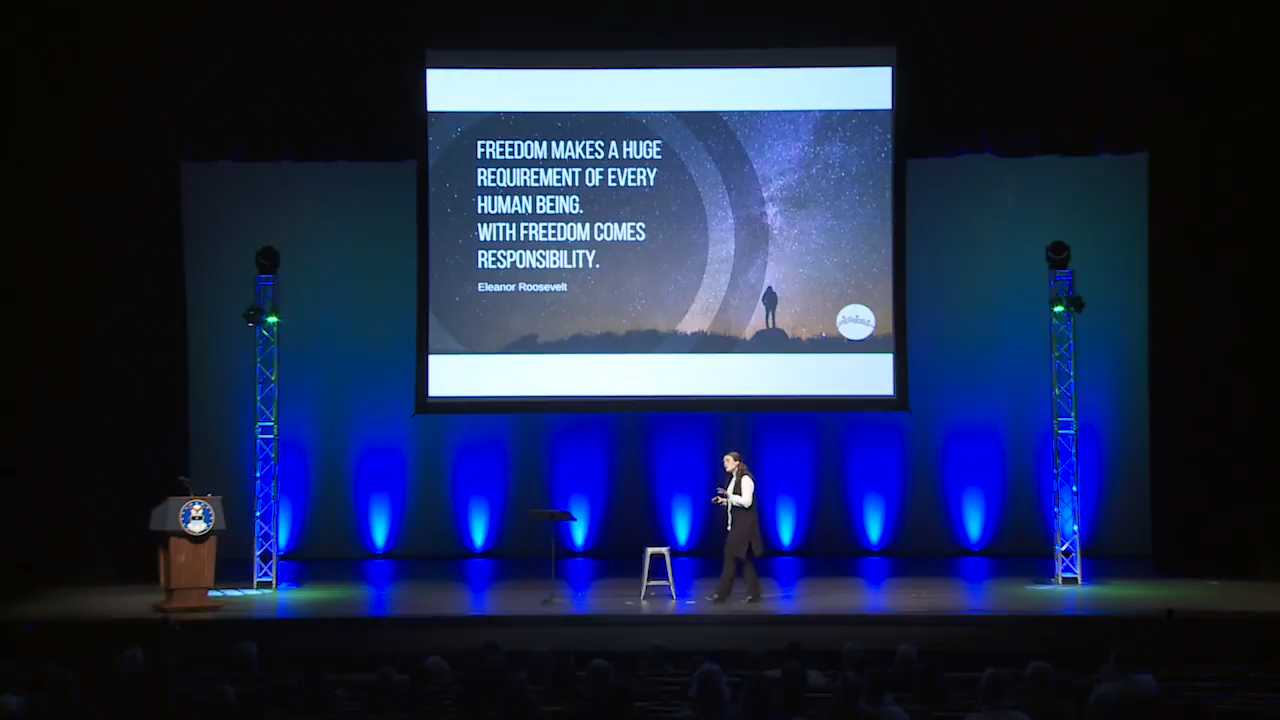 FREEDOM MAKES A HUGE
REQUIREMENT OF EVERY
HUMAN BEING.
WITH FREEDOM COMES
RESPONSIBILITY.
Eleanor Roosevelt